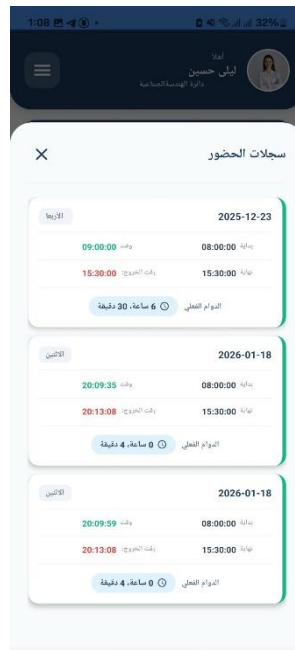 1:08
32%
أهلا
ليلى حسين
دائرة الهندسة الصناعية
سجلات الحضور
2025-12-23 الأربعا
بداية 08:00:00 وقت 09:00:00
نهاية 15:30:00 وقت الخروج: 15:30:00
الدوام الفعلي 6 ساعة، 30 دقيقة
2026-01-18 الاثنين
بداية 08:00:00 وقت 20:09:35
نهاية 15:30:00 وقت الخروج: 20:13:08
الدوام الفعلي 0 ساعة، 4 دقيقة
2026-01-18 الاثنين
بداية 08:00:00 وقت 20:09:59
نهاية 15:30:00 وقت الخروج: 20:13:08
الدوام الفعلي 0 ساعة، 4 دقيقة